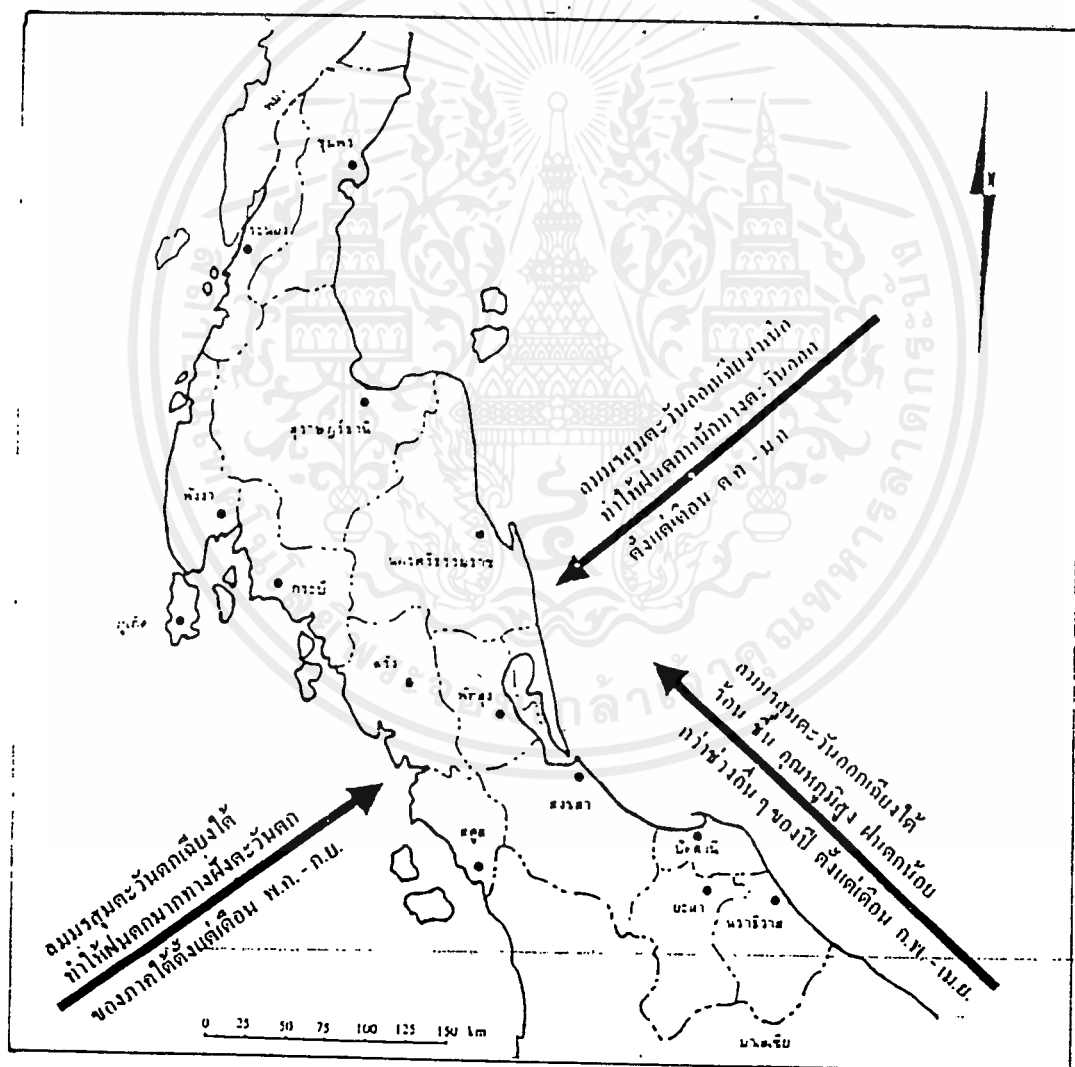 พม่า
ชุมพร
ระนอง
N
สุราษฎร์ธานี
ลมมรสุมตะวันออกเฉียงเหนือ
ทำให้ฝนตกหนักทางตะวันออก
ตั้งแต่เดือน ต.ค - ม.ค
พังงา
นครศรีธรรมราช
กระบี่
ภูเก็ต
ตรัง
พัทลุง
ลมมรสุมตะวันออกเฉียงใต้
ร้อน ชื้น อุณหภูมิสูง ฝนตกน้อย
กว่าช่วงอื่น ๆ ของปี ตั้งแต่เดือน ก.พ.-เม.ย.
สงขลา
ลมมรสุมตะวันตกเฉียงใต้
ทำให้ฝนตกมากทางฝั่งตะวันตก
ของภาคใต้ตั้งแต่เดือน พ.ค.-ก.ย.
สตูล
ปัตตานี
ยะลา
นราธิวาส
0 25 50 75 100 125 150 km
มาเลเซีย